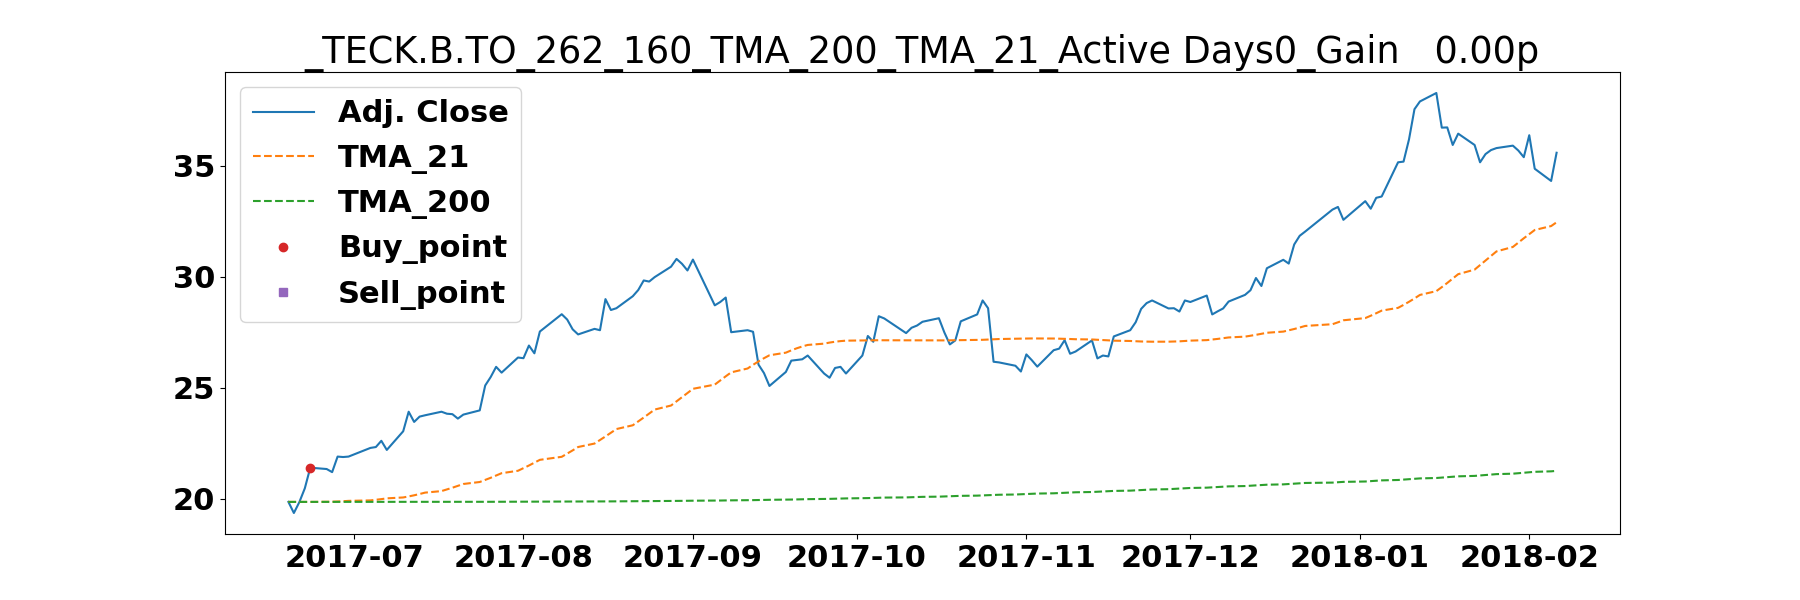 _TECK.B.TO_262_160_TMA_200_TMA_21_Active Days0_Gain   0.00p
Adj. Close
TMA_21
TMA_200
Buy_point
Sell_point
35
30
25
20
2017-07 2017-08 2017-09 2017-10 2017-11 2017-12 2018-01 2018-02